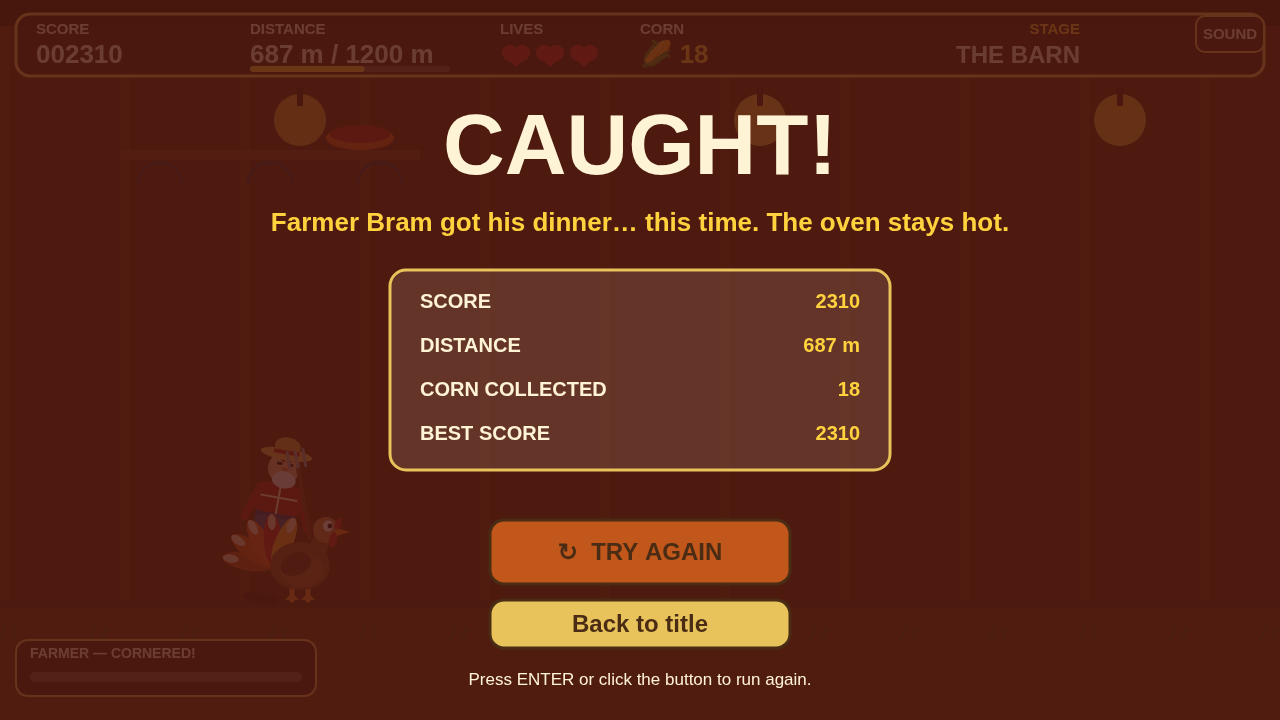 SCORE
002310
DISTANCE
687 m / 1200 m
LIVES
CORN
18
STAGE
THE BARN
SOUND
CAUGHT!
Farmer Bram got his dinner… this time. The oven stays hot.
SCORE 2310
DISTANCE 687 m
CORN COLLECTED 18
BEST SCORE 2310
↻ TRY AGAIN
Back to title
FARMER — CORNERED!
Press ENTER or click the button to run again.